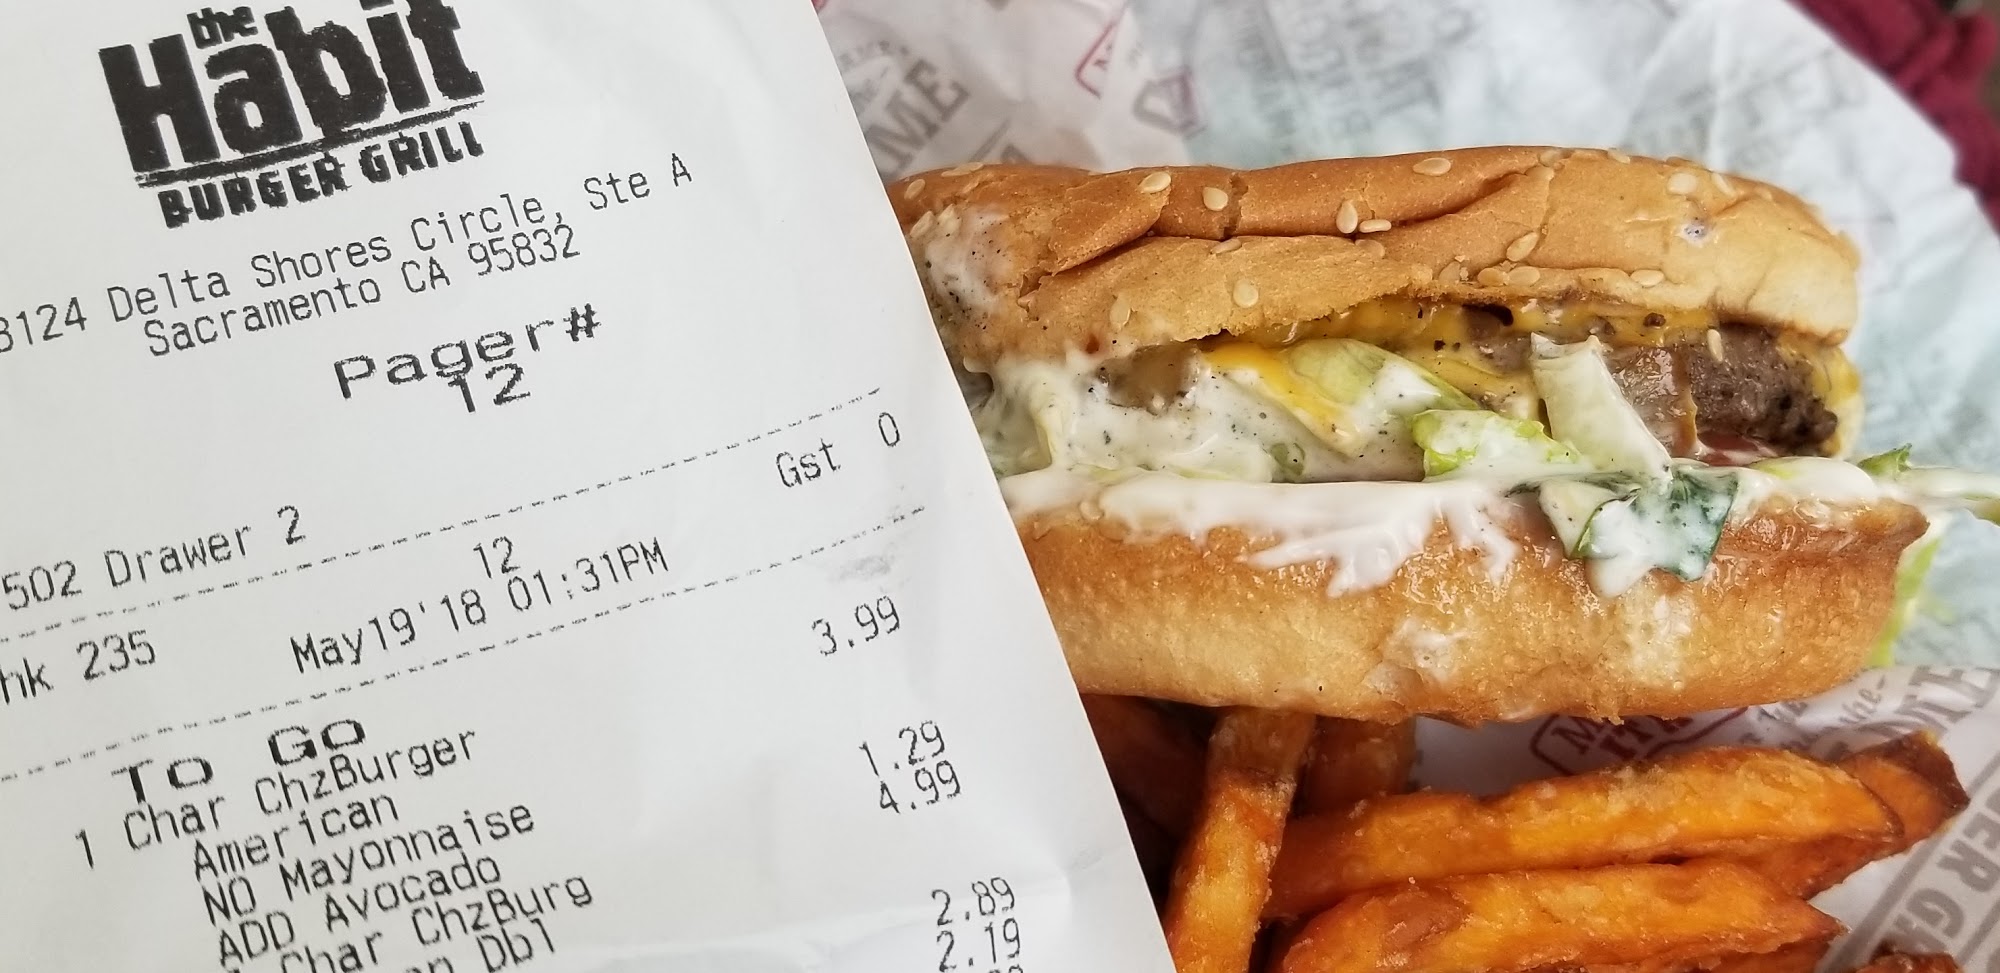 the
Habit
BURGER GRILL
8124 Delta Shores Circle, Ste A
Sacramento CA 95832
Pager#
12
502 Drawer 2
Gst 0
hk 235
12
May19'18 01:31PM
TO GO
1 Char ChzBurger 3.99
American
NO Mayonnaise
ADD Avocado 1.29
Char ChzBurg 4.99
Dbl
2.89
2.19